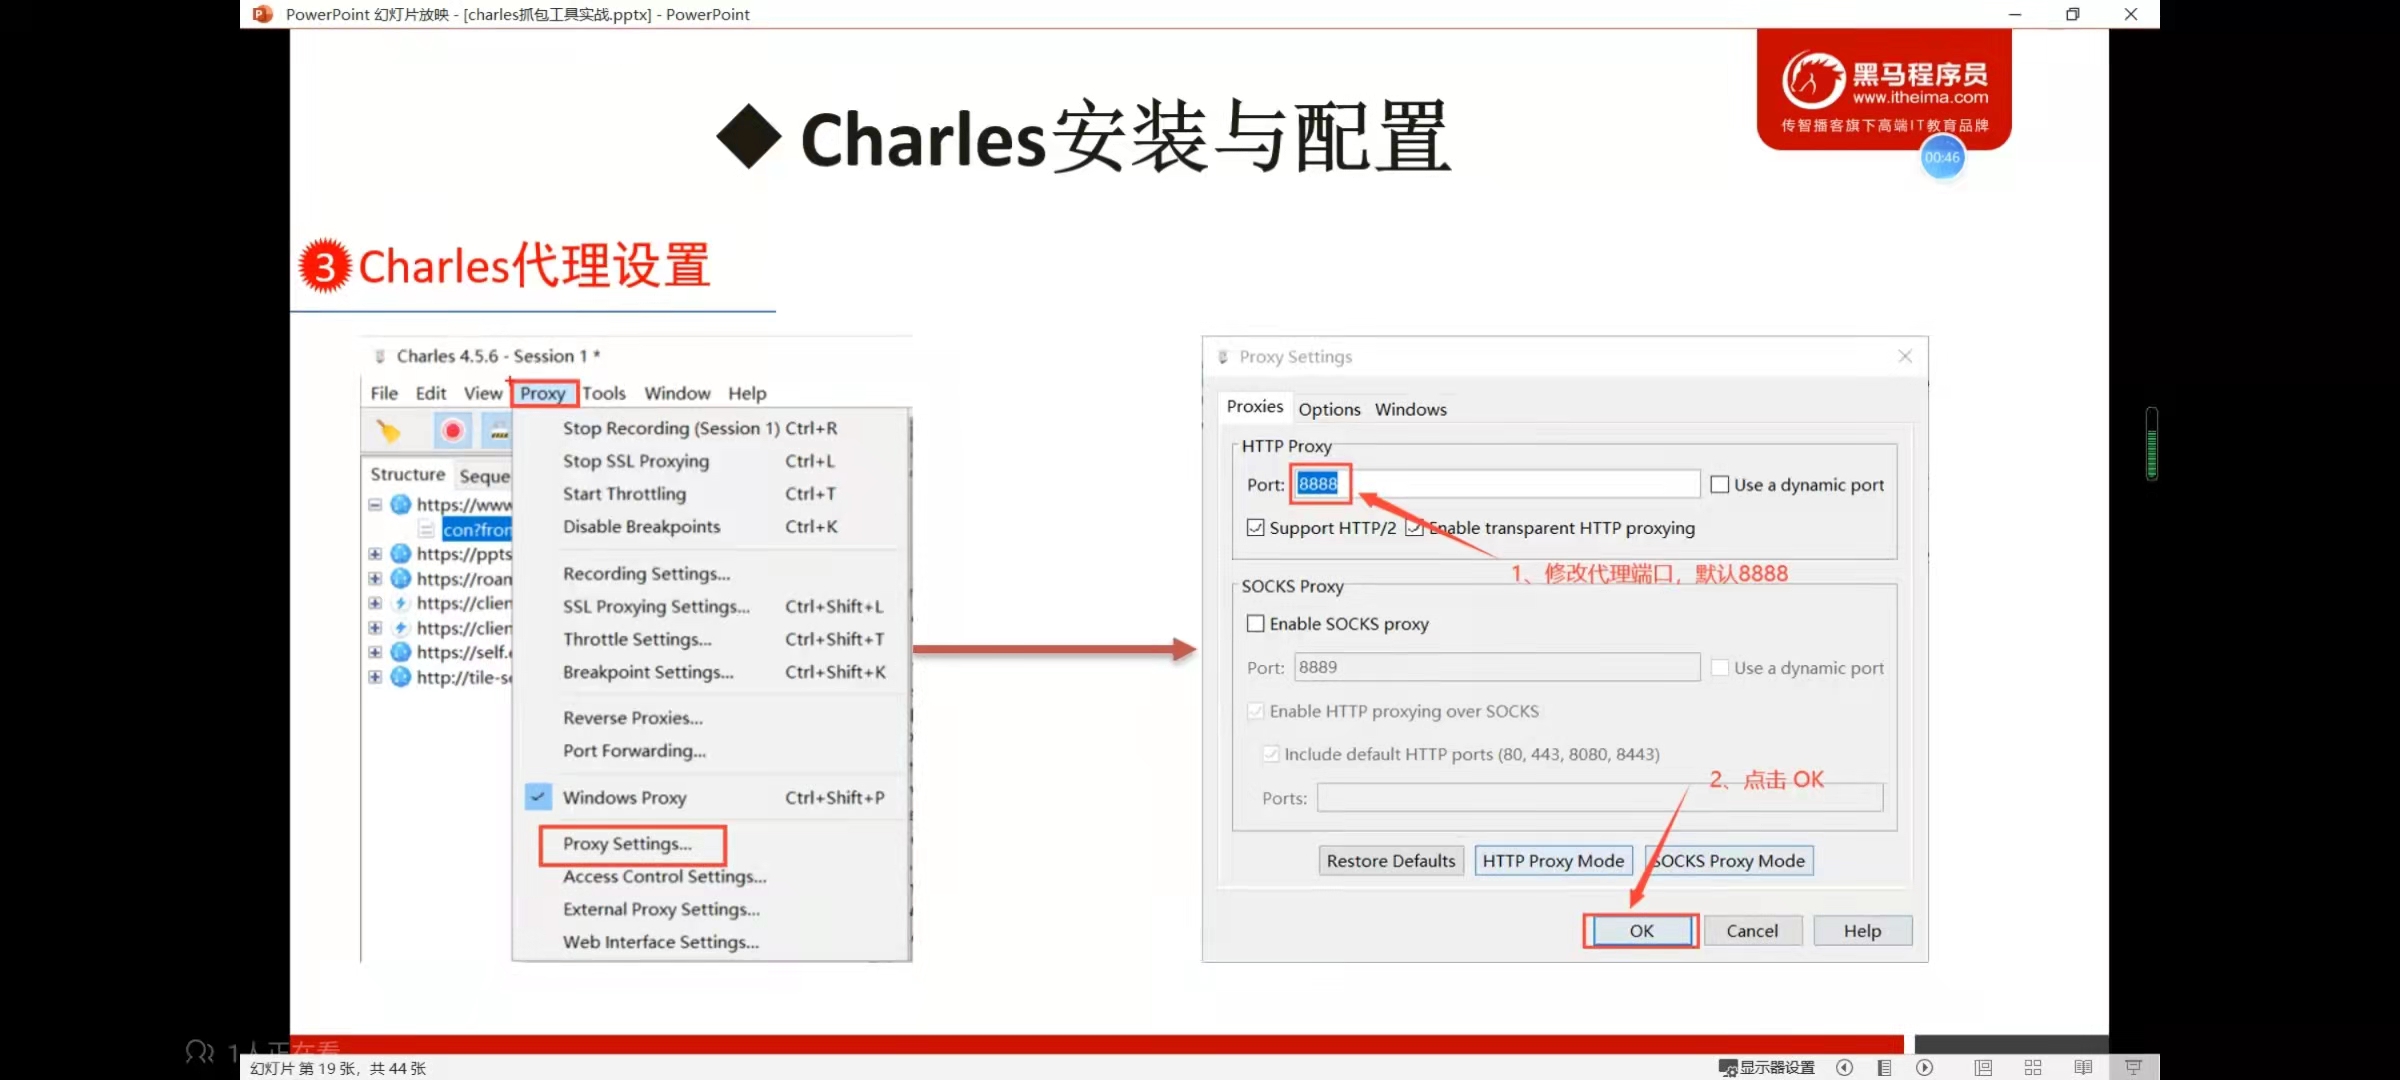 PowerPoint 幻灯片放映 - [charles抓包工具实战.pptx] - PowerPoint
黑马程序员
www.itheima.com
传智播客旗下高端IT教育品牌
00:46
Charles安装与配置
3 Charles代理设置
Charles 4.5.6 - Session 1 *
File Edit View Proxy Tools Window Help
Stop Recording (Session 1) Ctrl+R
Stop SSL Proxying Ctrl+L
Start Throttling Ctrl+T
Disable Breakpoints Ctrl+K
Recording Settings...
SSL Proxying Settings... Ctrl+Shift+L
Throttle Settings... Ctrl+Shift+T
Breakpoint Settings... Ctrl+Shift+K
Reverse Proxies...
Port Forwarding...
Windows Proxy Ctrl+Shift+P
Proxy Settings...
Access Control Settings...
External Proxy Settings...
Web Interface Settings...
Structure Seque
https://www
con?fron
https://ppts
https://roan
https://clien
https://clien
https://self.
http://tile-s
Proxy Settings
Proxies Options Windows
HTTP Proxy
Port: 8888 Use a dynamic port
Support HTTP/2 Enable transparent HTTP proxying
1、修改代理端口，默认8888
SOCKS Proxy
Enable SOCKS proxy
Port: 8889 Use a dynamic port
Enable HTTP proxying over SOCKS
Include default HTTP ports (80, 443, 8080, 8443)
2、点击 OK
Ports:
Restore Defaults HTTP Proxy Mode SOCKS Proxy Mode
OK Cancel Help
1人正在看
幻灯片 第 19 张，共 44 张
显示器设置